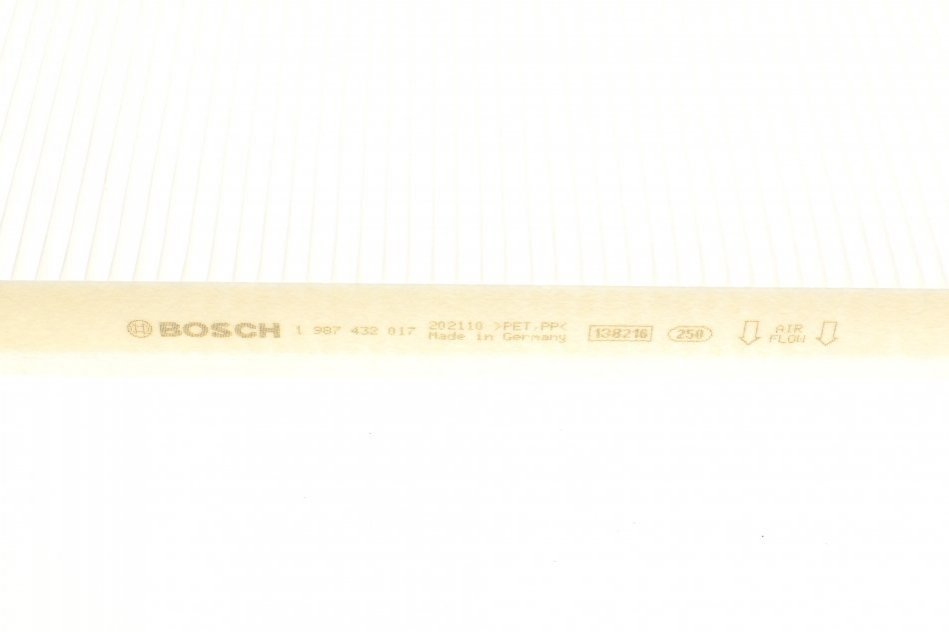 BOSCH 1 987 432 017 202110 >PET,PP< 138216 250 AIR
Made in Germany FLOW